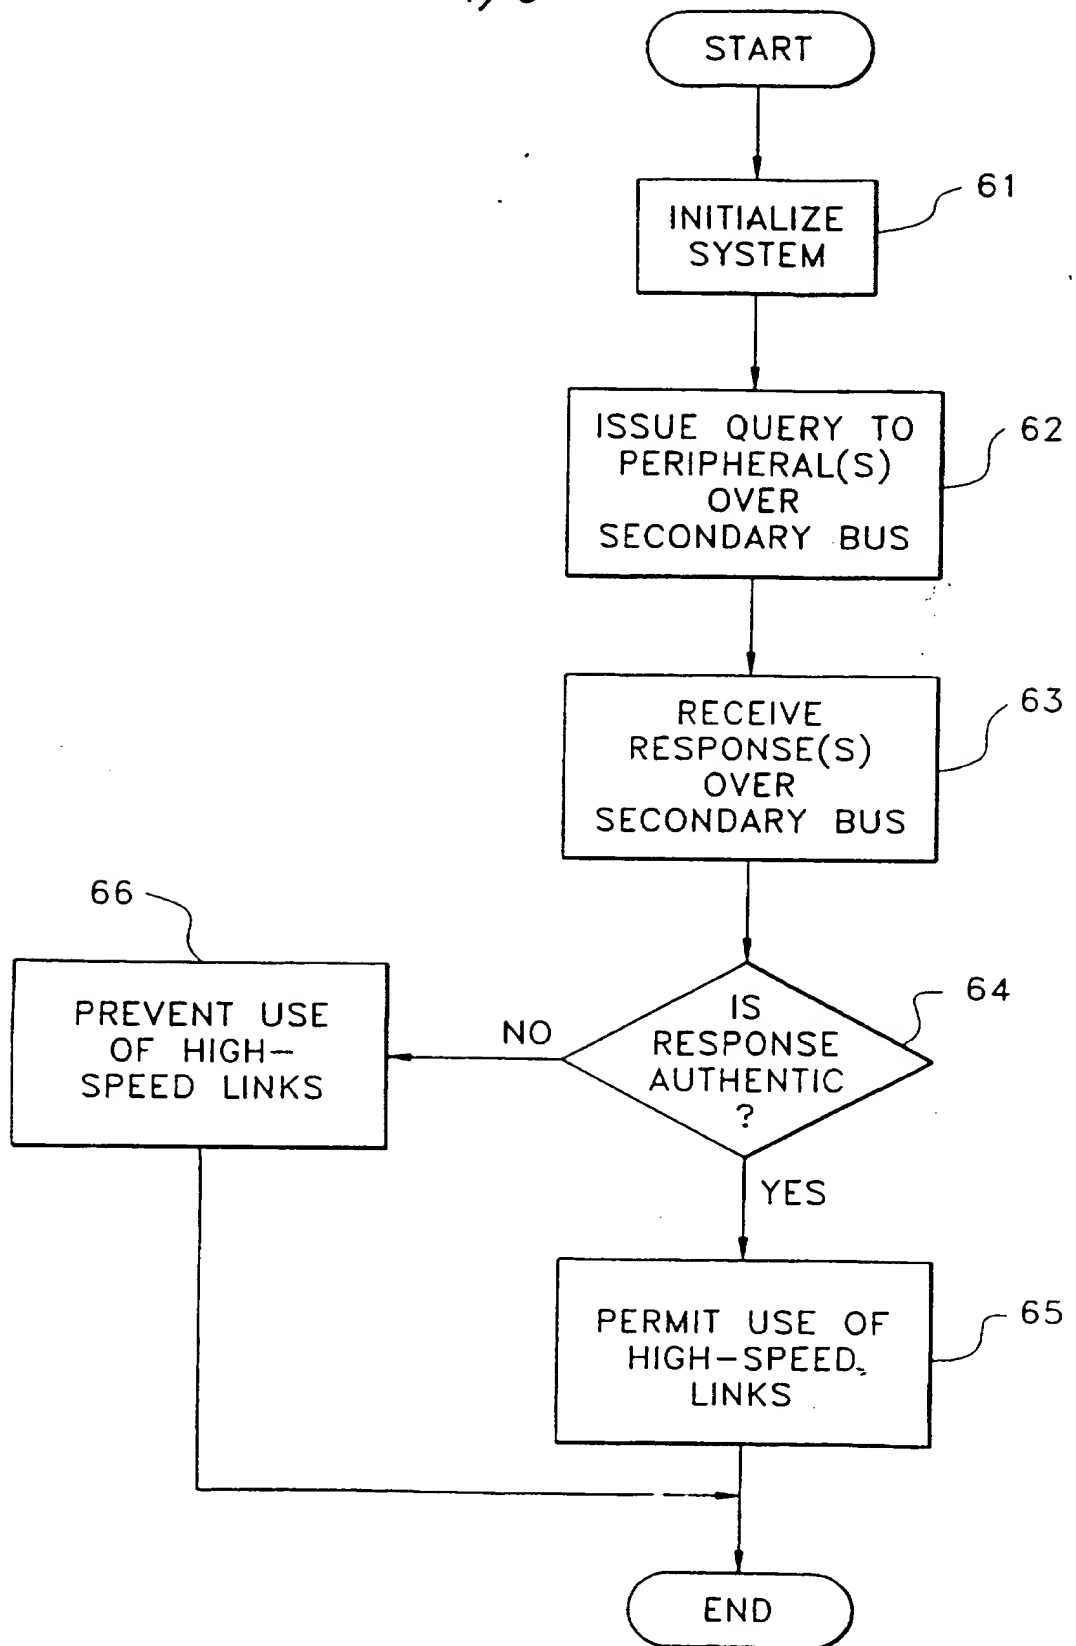 START
61
INITIALIZE
SYSTEM
62
ISSUE QUERY TO
PERIPHERAL(S)
OVER
SECONDARY BUS
63
RECEIVE
RESPONSE(S)
OVER
SECONDARY BUS
66
PREVENT USE
OF HIGH-
SPEED LINKS
NO
64
IS
RESPONSE
AUTHENTIC
?
YES
65
PERMIT USE OF
HIGH-SPEED
LINKS
END